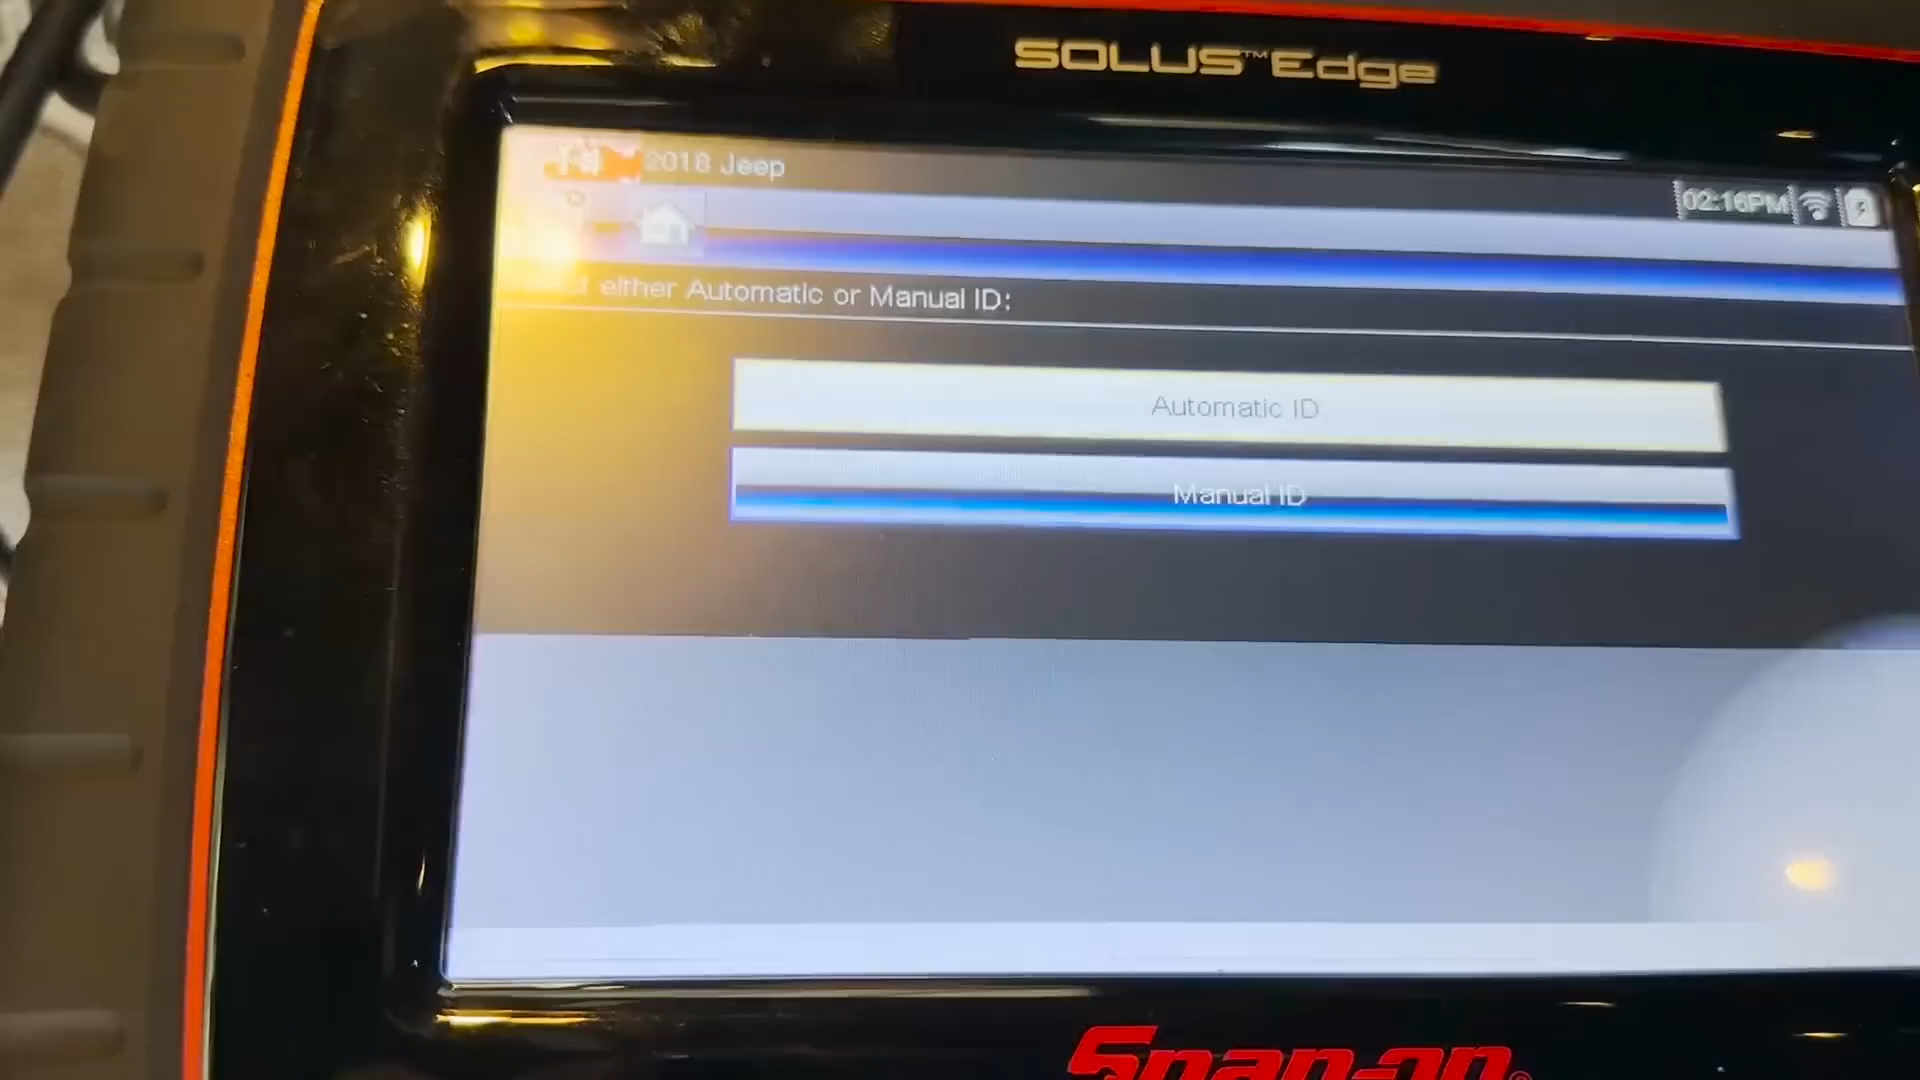 SOLUS™ Edge
2018 Jeep
02:16PM
either Automatic or Manual ID:
Automatic ID
Manual ID
Snap-on®